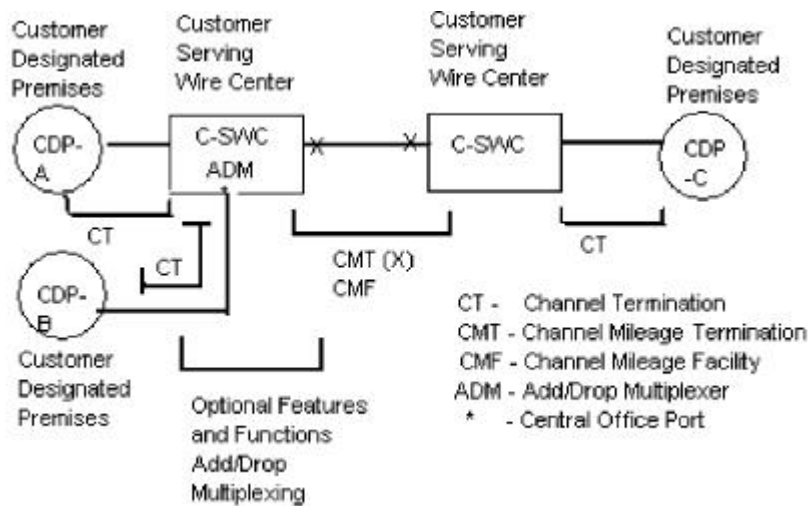 Customer
Designated
Premises
Customer
Serving
Wire Center
Customer
Serving
Wire Center
Customer
Designated
Premises
CDP-
A
C-SWC
ADM
*
X
X
C-SWC
CDP
-C
CT
CT
CMT (X)
CMF
CT
CDP-
B
Customer
Designated
Premises
Optional Features
and Functions
Add/Drop
Multiplexing
CT - Channel Termination
CMT - Channel Mileage Termination
CMF - Channel Mileage Facility
ADM - Add/Drop Multiplexer
* - Central Office Port